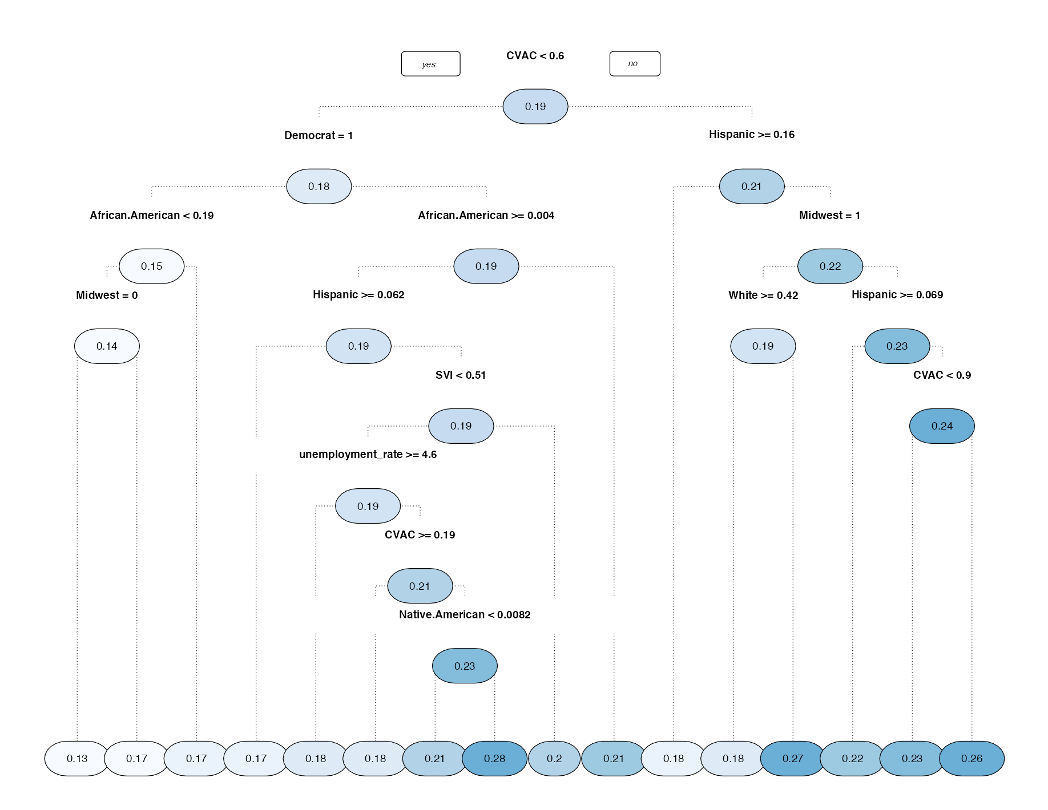 CVAC < 0.6
yes
no
0.19
Democrat = 1
Hispanic >= 0.16
0.18
0.21
African.American < 0.19
African.American >= 0.004
Midwest = 1
0.15
0.19
0.22
Midwest = 0
Hispanic >= 0.062
White >= 0.42
Hispanic >= 0.069
0.14
0.19
0.19
0.23
SVI < 0.51
CVAC < 0.9
0.19
0.24
unemployment_rate >= 4.6
0.19
CVAC >= 0.19
0.21
Native.American < 0.0082
0.23
0.13
0.17
0.17
0.17
0.18
0.18
0.21
0.28
0.2
0.21
0.18
0.18
0.27
0.22
0.23
0.26